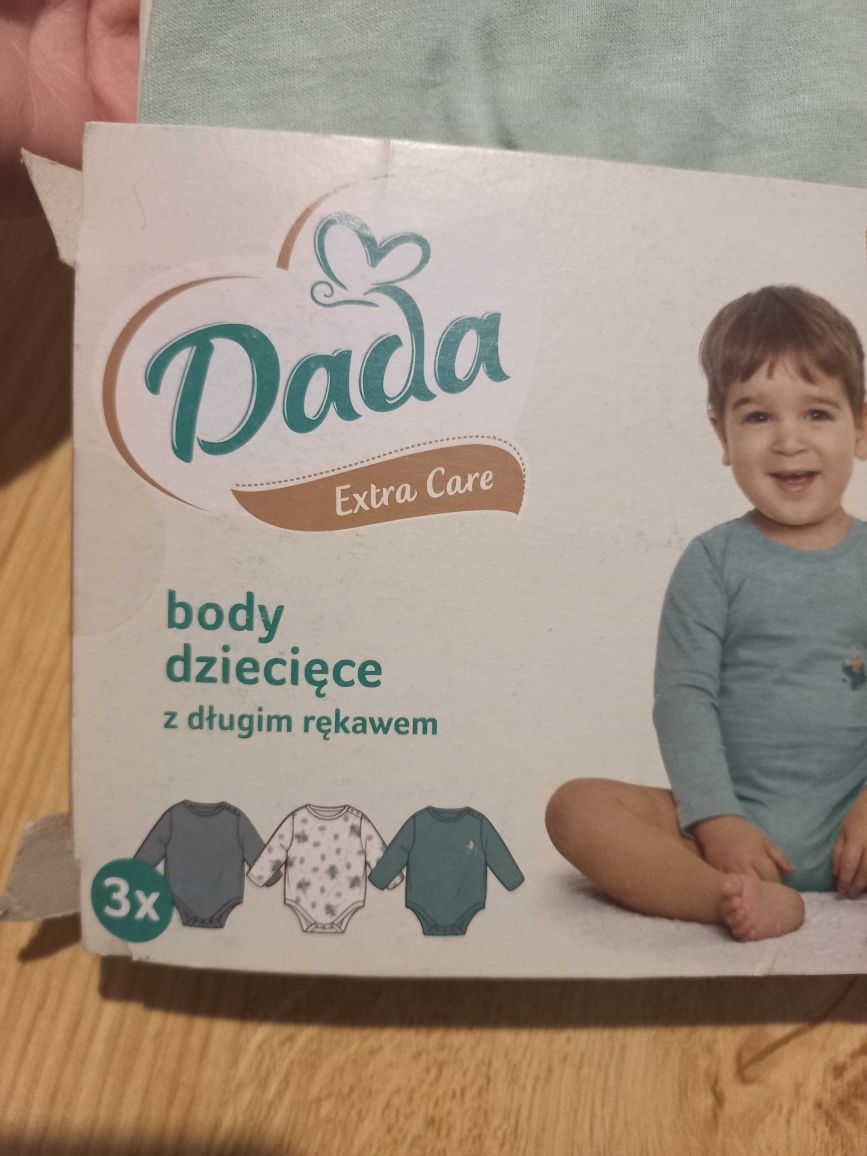 Dada
Extra Care
body
dziecięce
z długim rękawem
3x